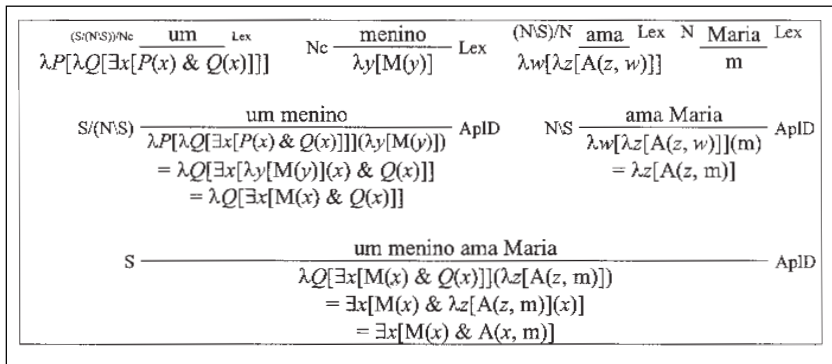 (S/(N\S))/Nc um Lex Nc menino Lex (N\S)/N ama Lex N Maria Lex
λP[λQ[∃x[P(x) & Q(x)]]] λy[M(y)] λw[λz[A(z, w)]] m
S/(N\S) um menino ApID N\S ama Maria ApID
λP[λQ[∃x[P(x) & Q(x)]]](λy[M(y)]) λw[λz[A(z, w)]](m)
= λQ[∃x[λy[M(y)](x) & Q(x)]] = λz[A(z, m)]
= λQ[∃x[M(x) & Q(x)]]
S um menino ama Maria ApID
λQ[∃x[M(x) & Q(x)]](λz[A(z, m)])
= ∃x[M(x) & λz[A(z, m)](x)]
= ∃x[M(x) & A(x, m)]